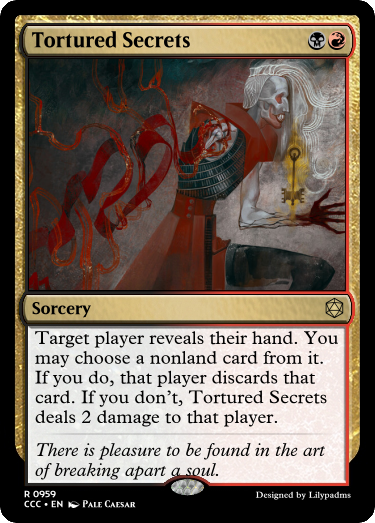 Tortured Secrets
Sorcery
Target player reveals their hand. You
may choose a nonland card from it.
If you do, that player discards that
card. If you don't, Tortured Secrets
deals 2 damage to that player.
There is pleasure to be found in the art
of breaking apart a soul.
R 0959
CCC • EN Pale Caesar
Designed by Lilypadms